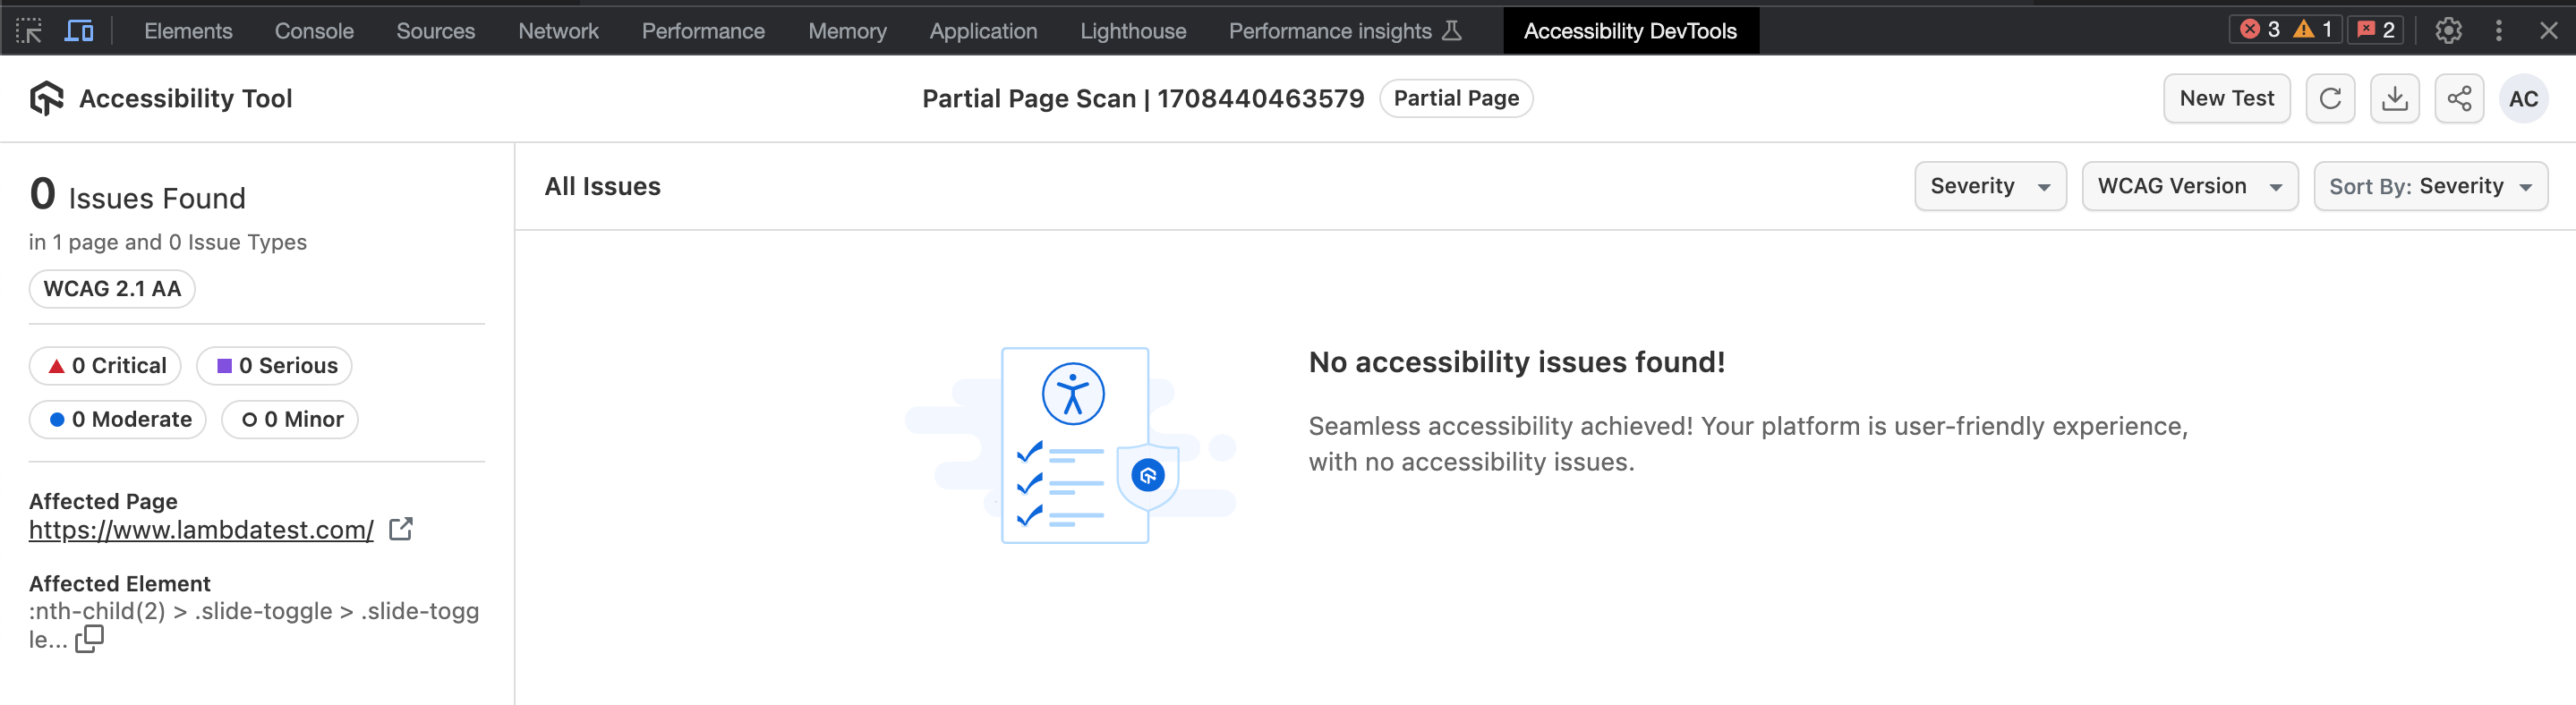 Elements Console Sources Network Performance Memory Application Lighthouse Performance insights Accessibility DevTools 3 1 2
Accessibility Tool
Partial Page Scan | 1708440463579 Partial Page
New Test AC
0 Issues Found
in 1 page and 0 Issue Types
WCAG 2.1 AA
0 Critical 0 Serious
0 Moderate 0 Minor
Affected Page
https://www.lambdatest.com/
Affected Element
:nth-child(2) > .slide-toggle > .slide-togg
le...
All Issues
Severity WCAG Version Sort By: Severity
No accessibility issues found!
Seamless accessibility achieved! Your platform is user-friendly experience,
with no accessibility issues.